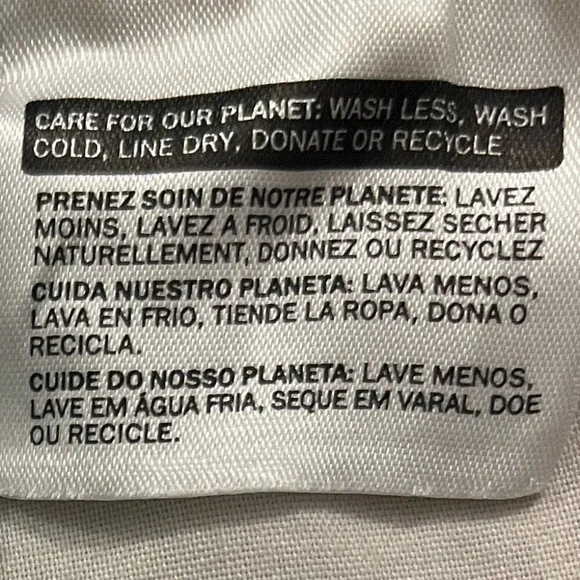 CARE FOR OUR PLANET: WASH LESS, WASH
COLD, LINE DRY, DONATE OR RECYCLE
PRENEZ SOIN DE NOTRE PLANETE: LAVEZ
MOINS, LAVEZ A FROID, LAISSEZ SECHER
NATURELLEMENT, DONNEZ OU RECYCLEZ
CUIDA NUESTRO PLANETA: LAVA MENOS,
LAVA EN FRIO, TIENDE LA ROPA, DONA O
RECICLA.
CUIDE DO NOSSO PLANETA: LAVE MENOS,
LAVE EM ÁGUA FRIA, SEQUE EM VARAL, DOE
OU RECICLE.